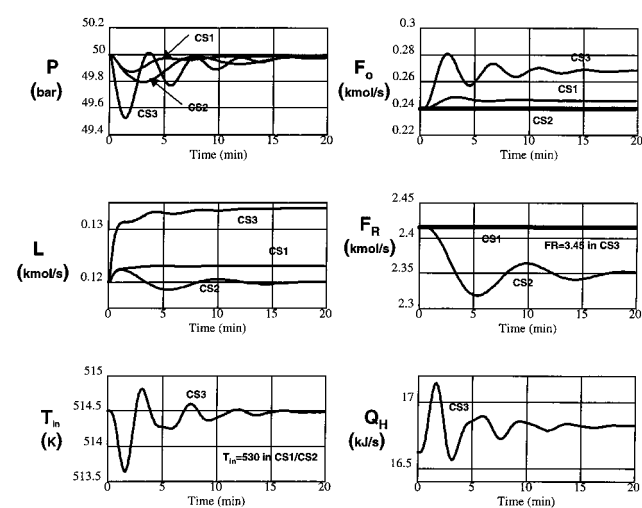 50.2
50
49.8
49.6
49.4
P
(bar)
CS1
CS2
CS3
0 5 10 15 20
Time (min)
0.3
0.28
0.26
0.24
0.22
Fo
(kmol/s)
CS3
CS1
CS2
0 5 10 15 20
Time (min)
0.13
0.12
L
(kmol/s)
CS3
CS1
CS2
0 5 10 15 20
Time (min)
2.45
2.4
2.35
2.3
FR
(kmol/s)
CS1
FR=3.45 in CS3
CS2
0 5 10 15 20
Time (min)
515
514.5
514
513.5
Tin
(K)
CS3
Tin=530 in CS1/CS2
0 5 10 15 20
Time (min)
17
16.5
QH
(kJ/s)
CS3
0 5 10 15 20
Time (min)